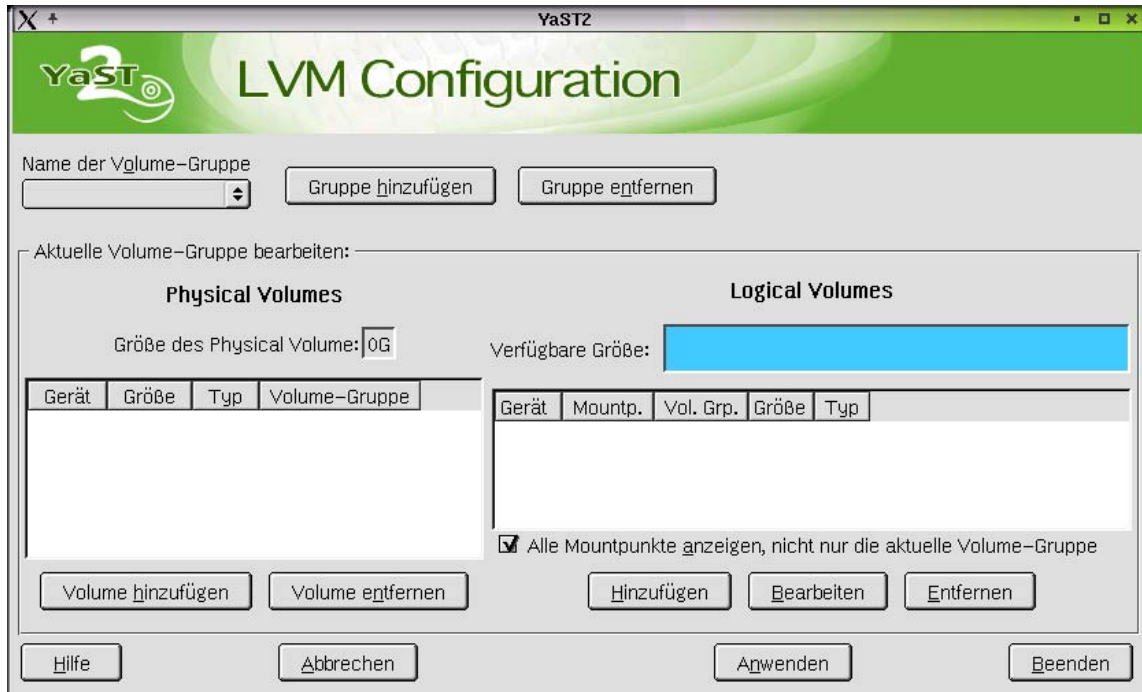 YaST2
YaST
2
LVM Configuration
Name der Volume-Gruppe
Gruppe hinzufügen
Gruppe entfernen
Aktuelle Volume-Gruppe bearbeiten:
Physical Volumes
Größe des Physical Volume: 0G
Gerät Größe Typ Volume-Gruppe
Volume hinzufügen
Volume entfernen
Logical Volumes
Verfügbare Größe:
Gerät Mountp. Vol. Grp. Größe Typ
Alle Mountpunkte anzeigen, nicht nur die aktuelle Volume-Gruppe
Hinzufügen
Bearbeiten
Entfernen
Hilfe
Abbrechen
Anwenden
Beenden